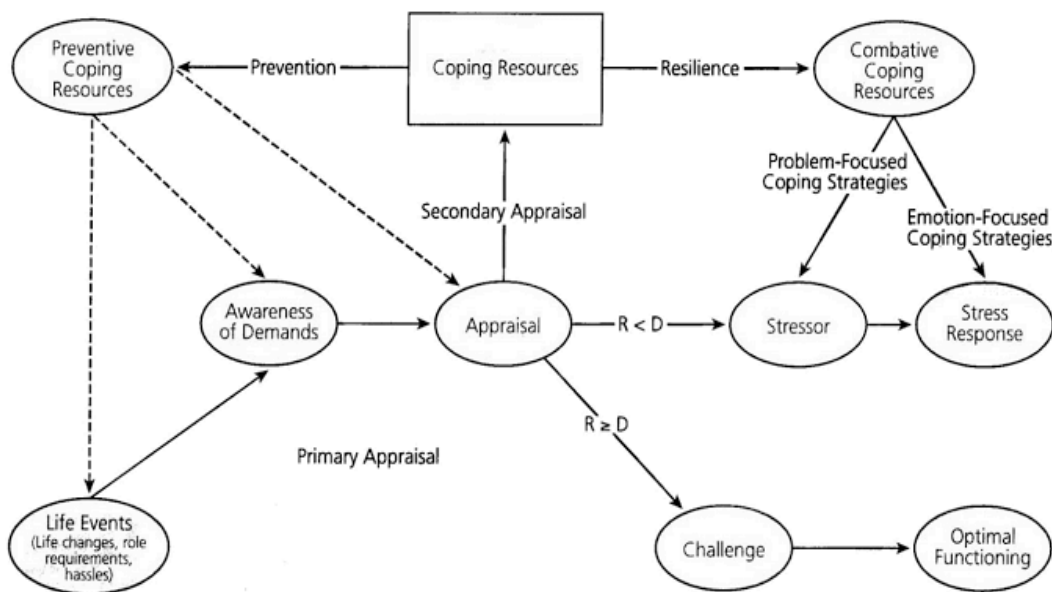 Preventive
Coping
Resources
Prevention
Coping Resources
Resilience
Combative
Coping
Resources
Problem-Focused
Coping Strategies
Secondary Appraisal
Emotion-Focused
Coping Strategies
Awareness
of Demands
Appraisal
R < D
Stressor
Stress
Response
R ≥ D
Primary Appraisal
Life Events
(Life changes, role
requirements,
hassles)
Challenge
Optimal
Functioning